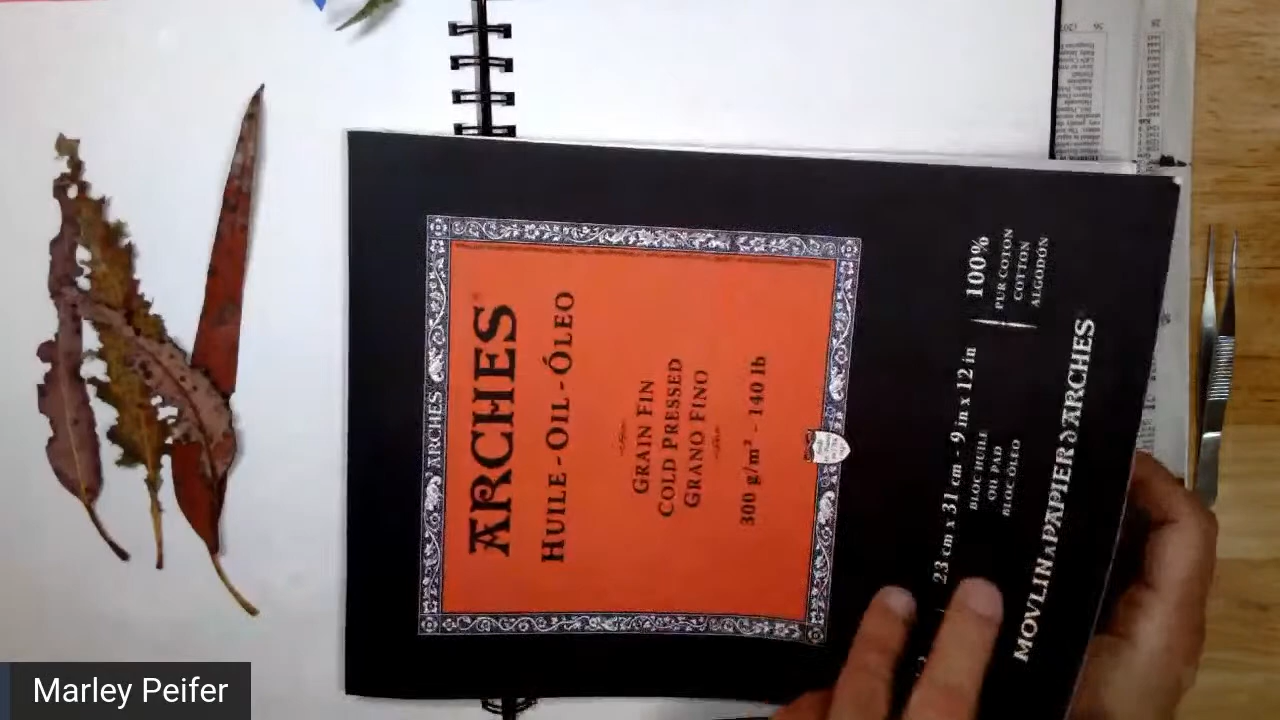 ARCHES®
HUILE - OIL - ÓLEO
GRAIN FIN
COLD PRESSED
GRANO FINO
300 g/m² - 140 lb
ARCHES
23 cm x 31 cm - 9 in x 12 in
BLOC HUILE
OIL PAD
BLOC ÓLEO
100%
PUR COTON
COTTON
ALGODÓN
MOVLIN À PAPIER D ARCHES®
Marley Peifer